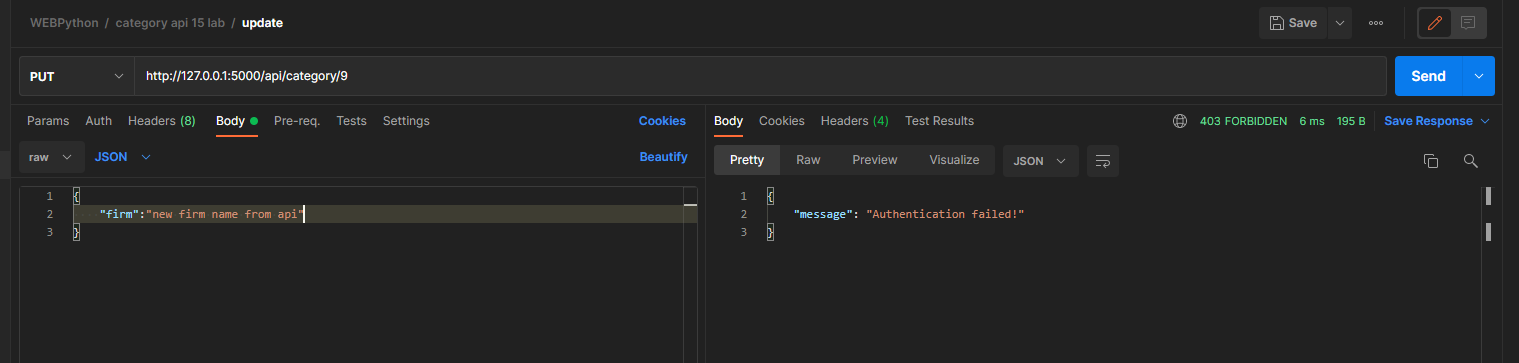 WEBPython / category api 15 lab / update
Save
PUT
http://127.0.0.1:5000/api/category/9
Send
Params Auth Headers (8) Body Pre-req. Tests Settings Cookies
raw JSON Beautify
1 {
2 "firm":"new firm name from api"
3 }
Body Cookies Headers (4) Test Results 403 FORBIDDEN 6 ms 195 B Save Response
Pretty Raw Preview Visualize JSON
1 {
2 "message": "Authentication failed!"
3 }